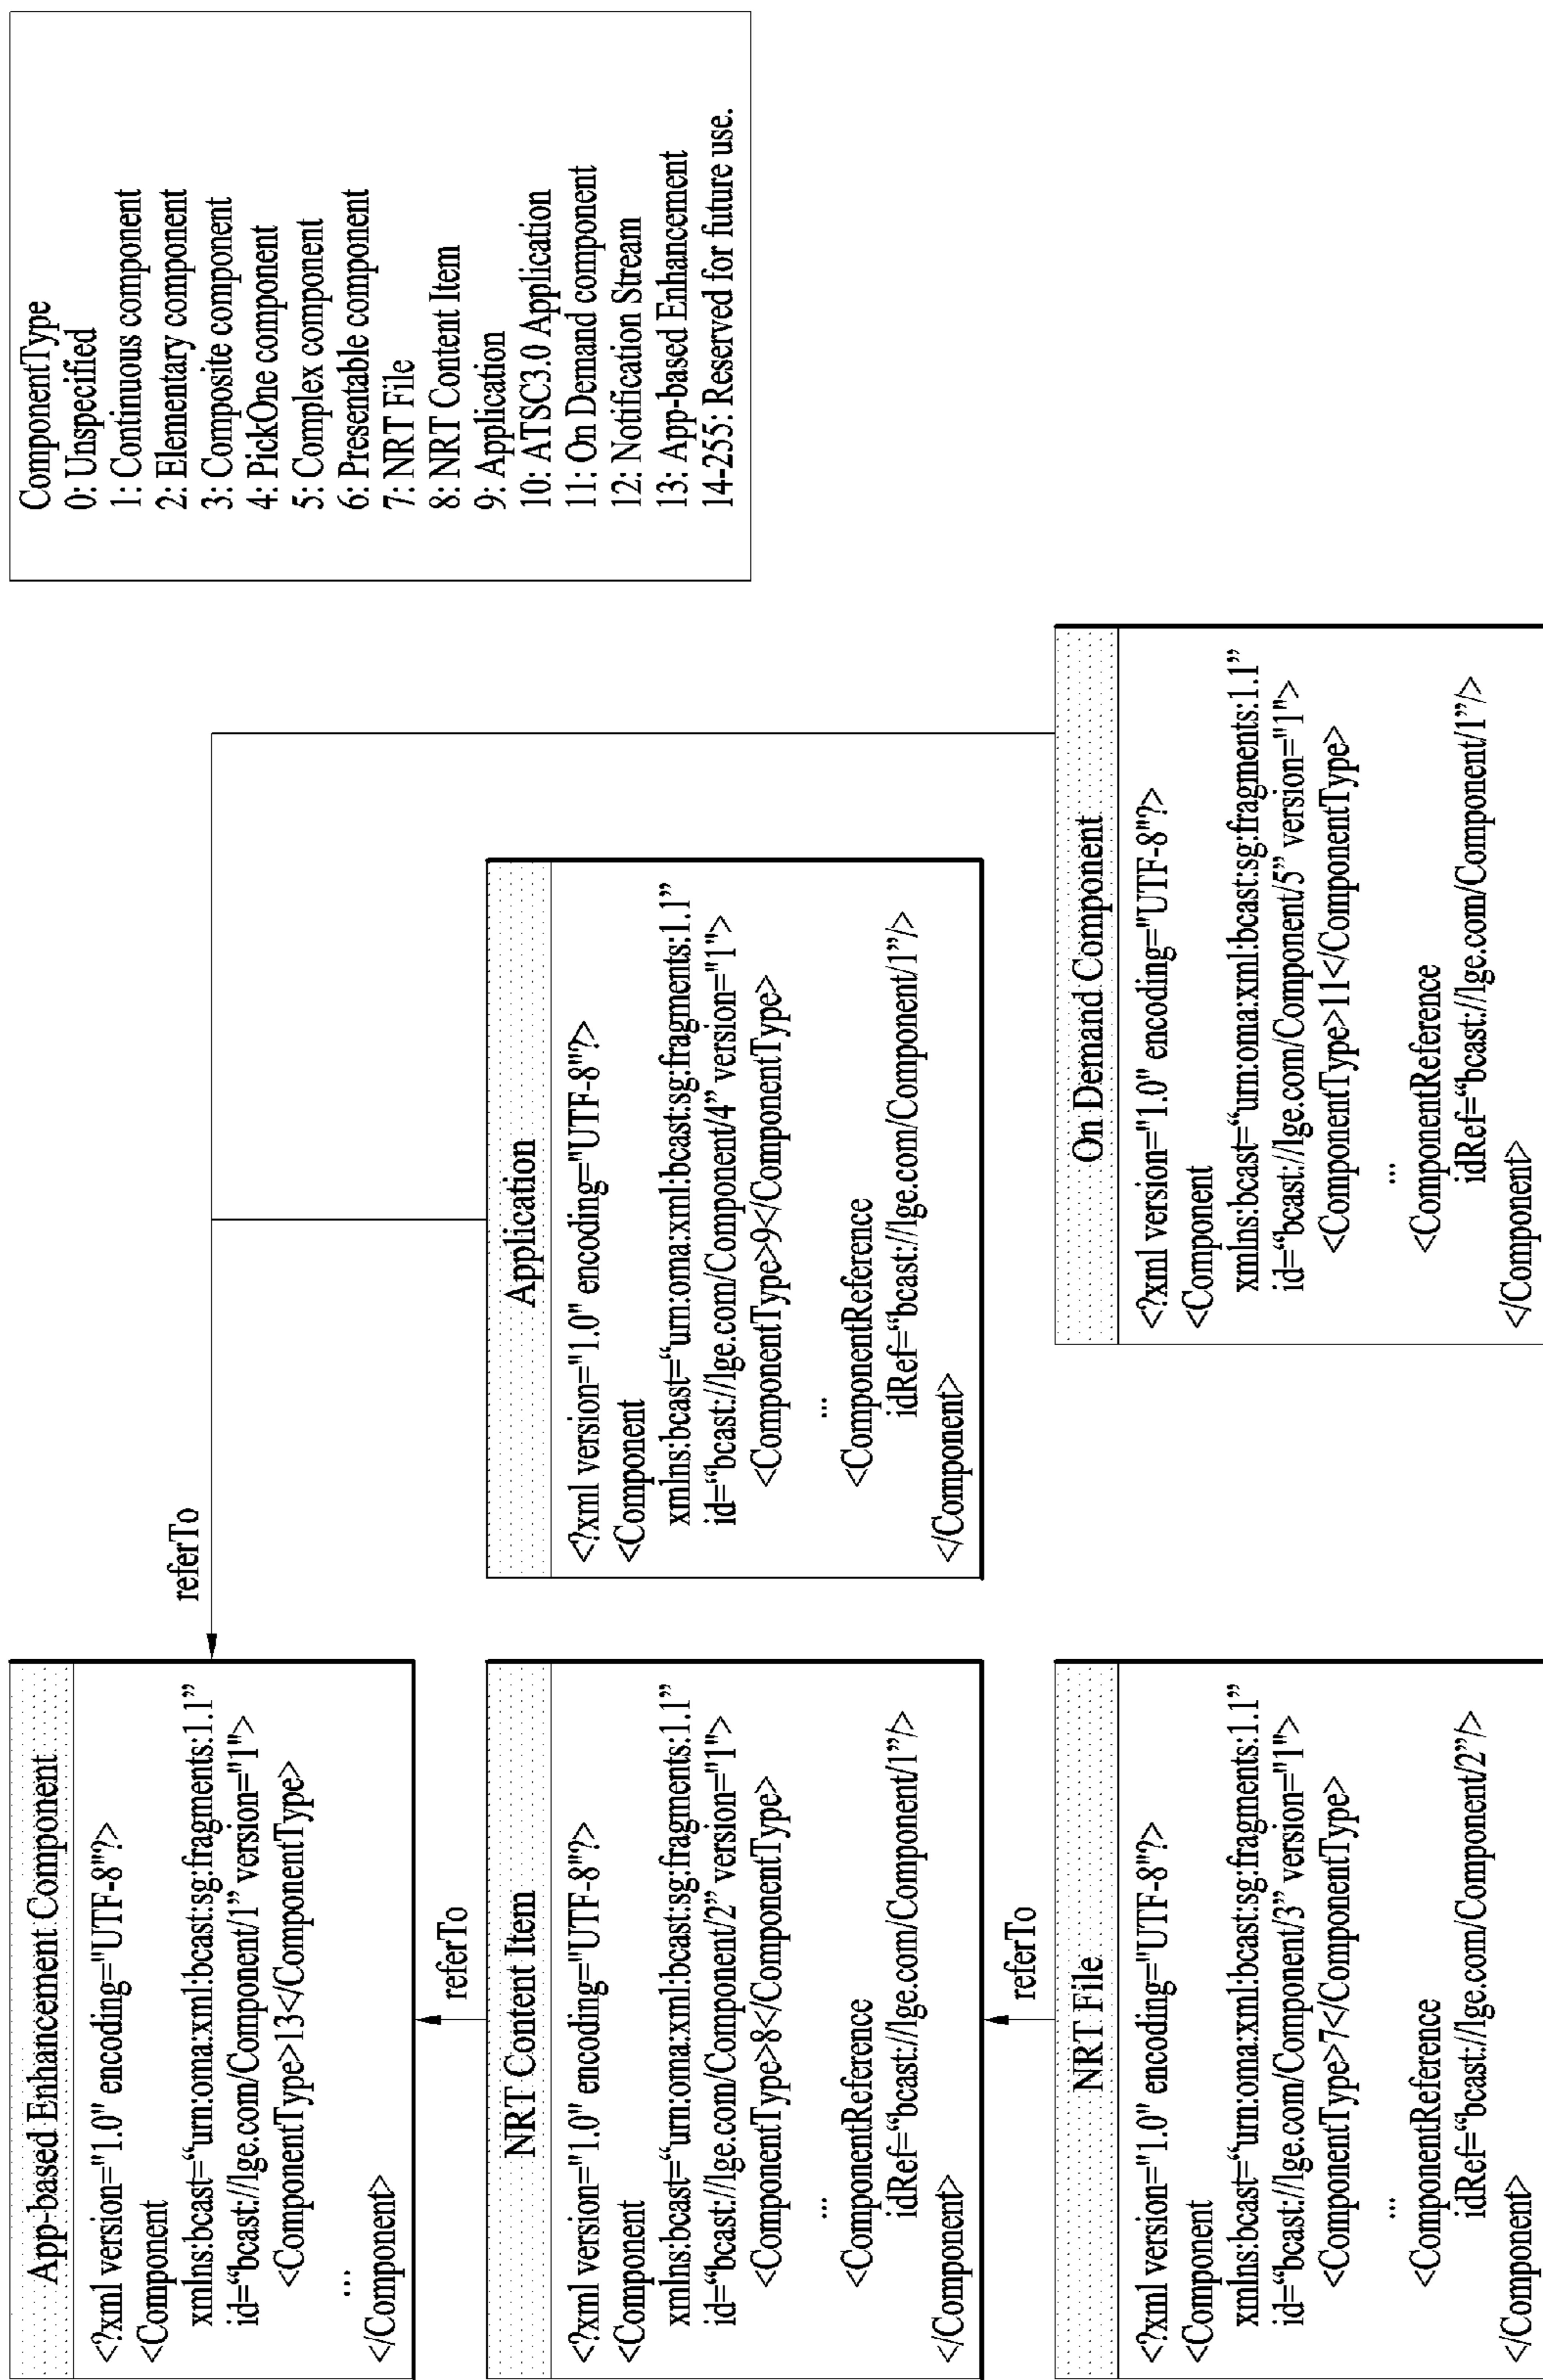 App-based Enhancement Component
<?xml version="1.0" encoding="UTF-8"?>
<Component
xmlns:bcast=“urn:oma:xml:bcast:sg:fragments:1.1”
id=“bcast://lge.com/Component/1” version="1">
<ComponentType>13</ComponentType>
...
</Component>
referTo
ComponentType
0: Unspecified
1: Continuous component
2: Elementary component
3: Composite component
4: PickOne component
5: Complex component
6: Presentable component
7: NRT File
8: NRT Content Item
9: Application
10: ATSC3.0 Application
11: On Demand component
12: Notification Stream
13: App-based Enhancement
14-255: Reserved for future use.
referTo
NRT Content Item
<?xml version="1.0" encoding="UTF-8"?>
<Component
xmlns:bcast=“urn:oma:xml:bcast:sg:fragments:1.1”
id=“bcast://lge.com/Component/2” version="1">
<ComponentType>8</ComponentType>
...
<ComponentReference
idRef=“bcast://lge.com/Component/1”/>
</Component>
Application
<?xml version="1.0" encoding="UTF-8"?>
<Component
xmlns:bcast=“urn:oma:xml:bcast:sg:fragments:1.1”
id=“bcast://lge.com/Component/4” version="1">
<ComponentType>9</ComponentType>
...
<ComponentReference
idRef=“bcast://lge.com/Component/1”/>
</Component>
referTo
NRT File
<?xml version="1.0" encoding="UTF-8"?>
<Component
xmlns:bcast=“urn:oma:xml:bcast:sg:fragments:1.1”
id=“bcast://lge.com/Component/3” version="1">
<ComponentType>7</ComponentType>
...
<ComponentReference
idRef=“bcast://lge.com/Component/2”/>
</Component>
On Demand Component
<?xml version="1.0" encoding="UTF-8"?>
<Component
xmlns:bcast=“urn:oma:xml:bcast:sg:fragments:1.1”
id=“bcast://lge.com/Component/5” version="1">
<ComponentType>11</ComponentType>
...
<ComponentReference
idRef=“bcast://lge.com/Component/1”/>
</Component>